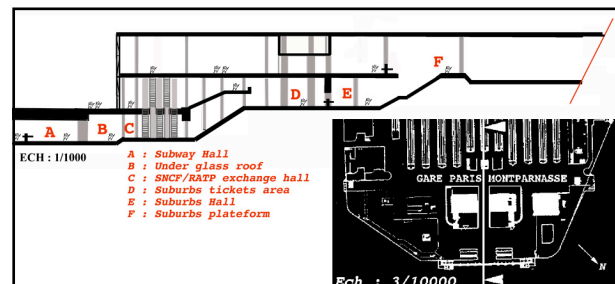 F
D
E
A
B
C
ECH : 1/1000
A : Subway Hall
B : Under glass roof
C : SNCF/RATP exchange hall
D : Suburbs tickets area
E : Suburbs Hall
F : Suburbs plateform
GARE PARIS MONTPARNASSE
N
Ech : 3/10000